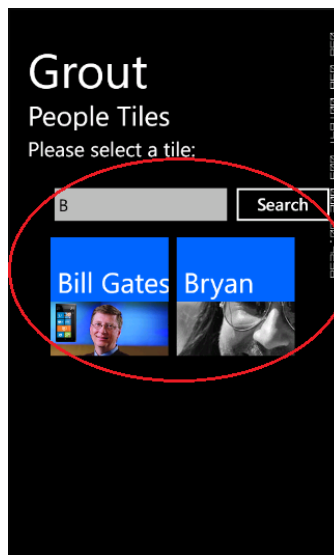 Grout
People Tiles
Please select a tile:
B
Search
Bill Gates
Bryan